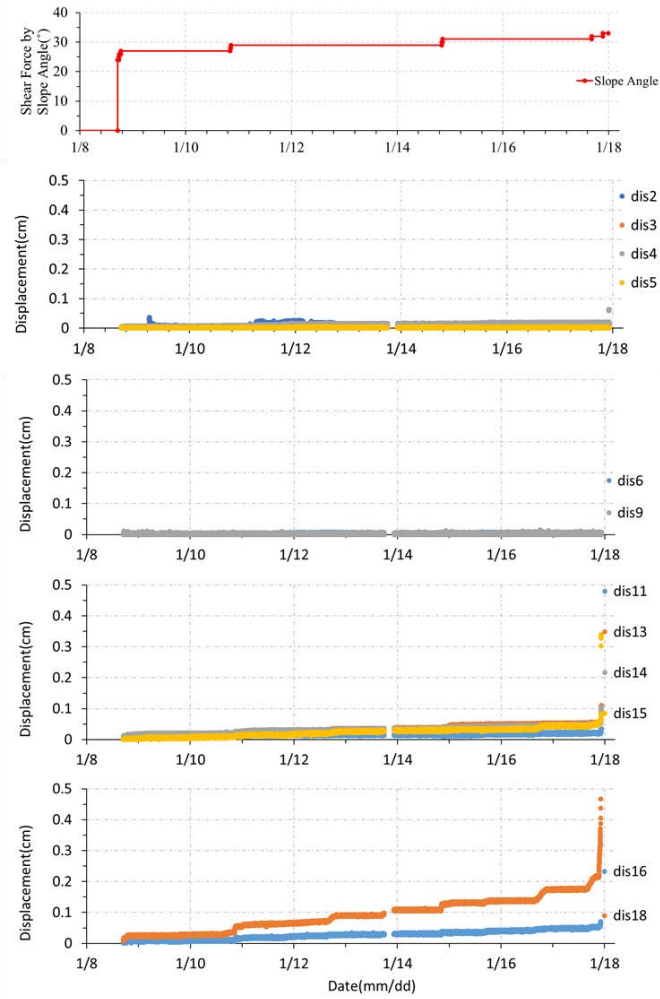 Shear Force by
Slope Angle(°)
40
30
20
10
0
Slope Angle
1/8
1/10
1/12
1/14
1/16
1/18
Displacement(cm)
0.5
0.4
0.3
0.2
0.1
0
dis2
dis3
dis4
dis5
1/8
1/10
1/12
1/14
1/16
1/18
Displacement(cm)
0.5
0.4
0.3
0.2
0.1
0
dis6
dis9
1/8
1/10
1/12
1/14
1/16
1/18
Displacement(cm)
0.5
0.4
0.3
0.2
0.1
0
dis11
dis13
dis14
dis15
1/8
1/10
1/12
1/14
1/16
1/18
Displacement(cm)
0.5
0.4
0.3
0.2
0.1
0
dis16
dis18
1/8
1/10
1/12
1/14
1/16
1/18
Date(mm/dd)